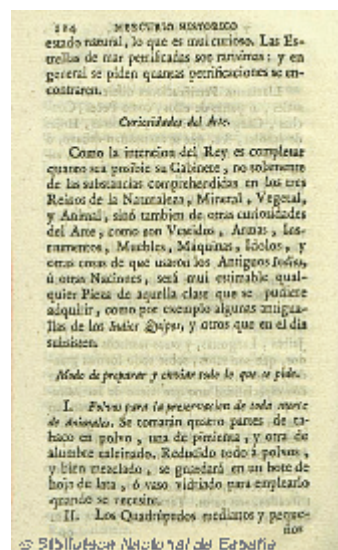 224 MERCURIO HISTORICO
estado natural, lo que es mui curioso. Las Es-
trellas de mar petrificadas son rarisimas: y en
general se piden quantas petrificaciones se en-
contraren.
Curiosidades del Arte.
Como la intencion del Rey es completar
quanto sea posible su Gabinete, no solamente
de las substancias comprehendidas en los tres
Reinos de la Naturaleza, Mineral, Vegetal,
y Animal, sinó tambien de otras curiosidades
del Arte, como son Vestidos, Armas, Ins-
trumentos, Muebles, Máquinas, Idolos, y
otras cosas de que usaron los Antiguos Indios,
ú otras Naciones, será mui estimable qual-
quier Pieza de aquella clase que se pudiere
adquirir, como por exemplo algunas antigua-
llas de los Indios Quipos, y otros que en el dia
subsisten.
Modo de preparar y enviar todo lo que se pide.
I. Polvos para la preservacion de toda suerte
de Animales. Se tomarán quatro partes de ta-
baco en polvo, una de pimienta, y otra de
alumbre calcinado. Reducido todo á polvos,
y bien mezclado, se guardará en un bote de
hoja de lata, ó vaso vidriado para emplearlo
quando se necesite.
II. Los Quadrúpedos medianos y peque-
ños
© Biblioteca Nacional de España